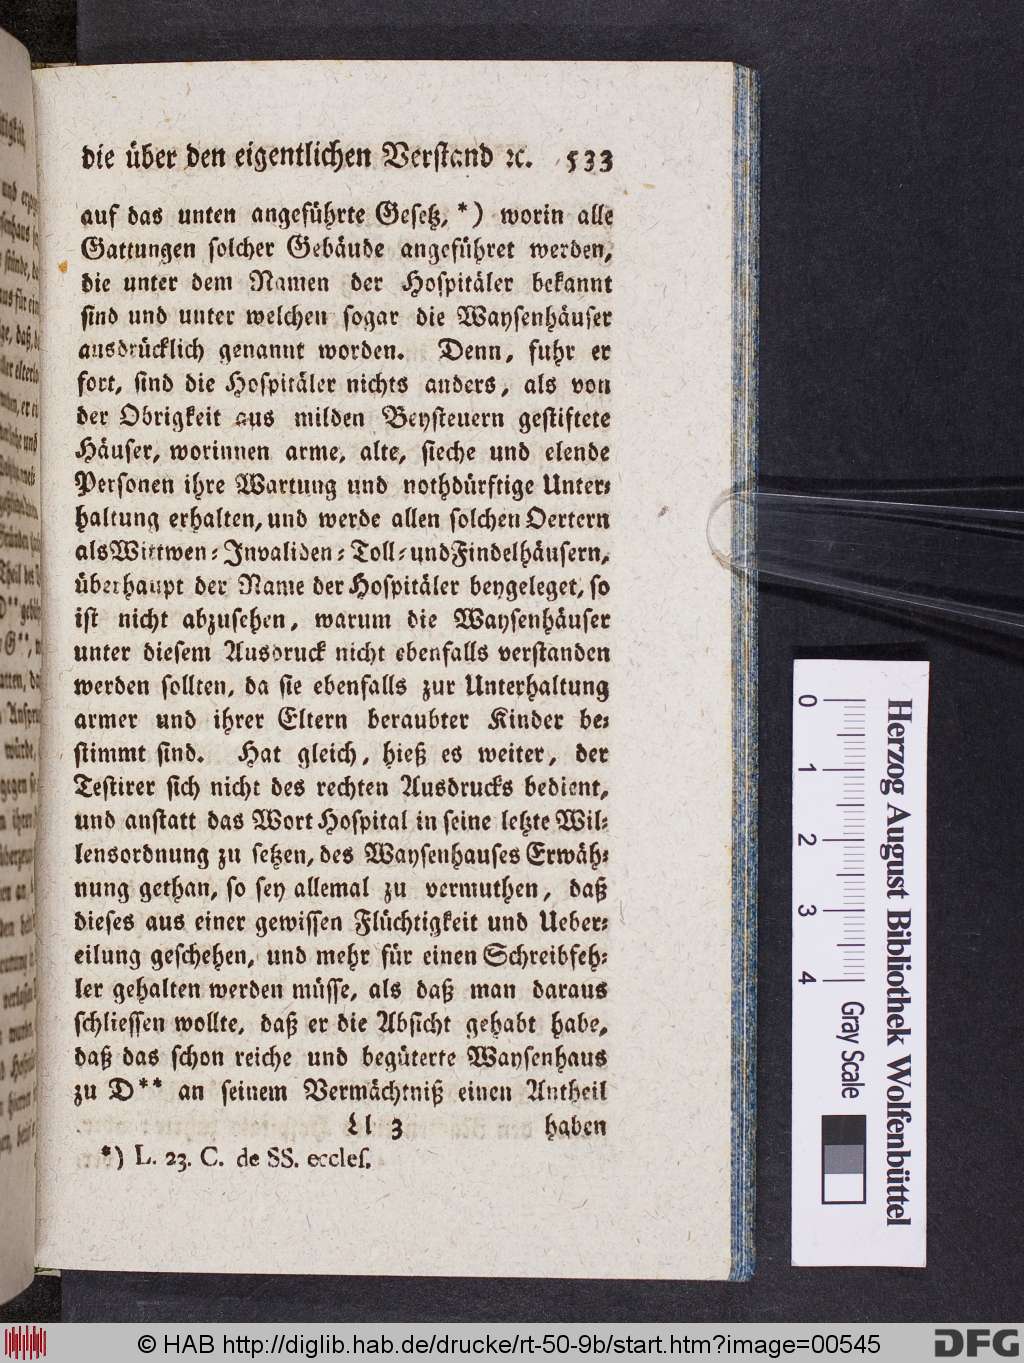 die über den eigentlichen Verstand ꝛc. 533
auf das unten angeführte Gesetz, *) worin alle
Gattungen solcher Gebäude angeführet werden,
die unter dem Namen der Hospitäler bekannt
sind und unter welchen sogar die Waysenhäuser
ausdrücklich genannt worden. Denn, fuhr er
fort, sind die Hospitäler nichts anders, als von
der Obrigkeit aus milden Beysteuern gestiftete
Häuser, worinnen arme, alte, sieche und elende
Personen ihre Wartung und nothdürftige Unter-
haltung erhalten, und werde allen solchen Oertern
als Wittwen- Invaliden- Toll- und Findelhäusern,
überhaupt der Name der Hospitäler beygeleget, so
ist nicht abzusehen, warum die Waysenhäuser
unter diesem Ausdruck nicht ebenfalls verstanden
werden sollten, da sie ebenfalls zur Unterhaltung
armer und ihrer Eltern beraubter Kinder be-
stimmt sind. Hat gleich, hieß es weiter, der
Testirer sich nicht des rechten Ausdrucks bedient,
und anstatt das Wort Hospital in seine letzte Wil-
lensordnung zu setzen, des Waysenhauses Erwäh-
nung gethan, so sey allemal zu vermuthen, daß
dieses aus einer gewissen Flüchtigkeit und Ueber-
eilung geschehen, und mehr für einen Schreibfeh-
ler gehalten werden müsse, als daß man daraus
schliessen wollte, daß er die Absicht gehabt habe,
daß das schon reiche und begüterte Waysenhaus
zu D** an seinem Vermächtniß einen Antheil
Ll 3 haben
*) L. 23. C. de SS. eccles.
0 1 2 3 4
Gray Scale
Herzog August Bibliothek Wolfenbüttel
© HAB http://diglib.hab.de/drucke/rt-50-9b/start.htm?image=00545
DFG